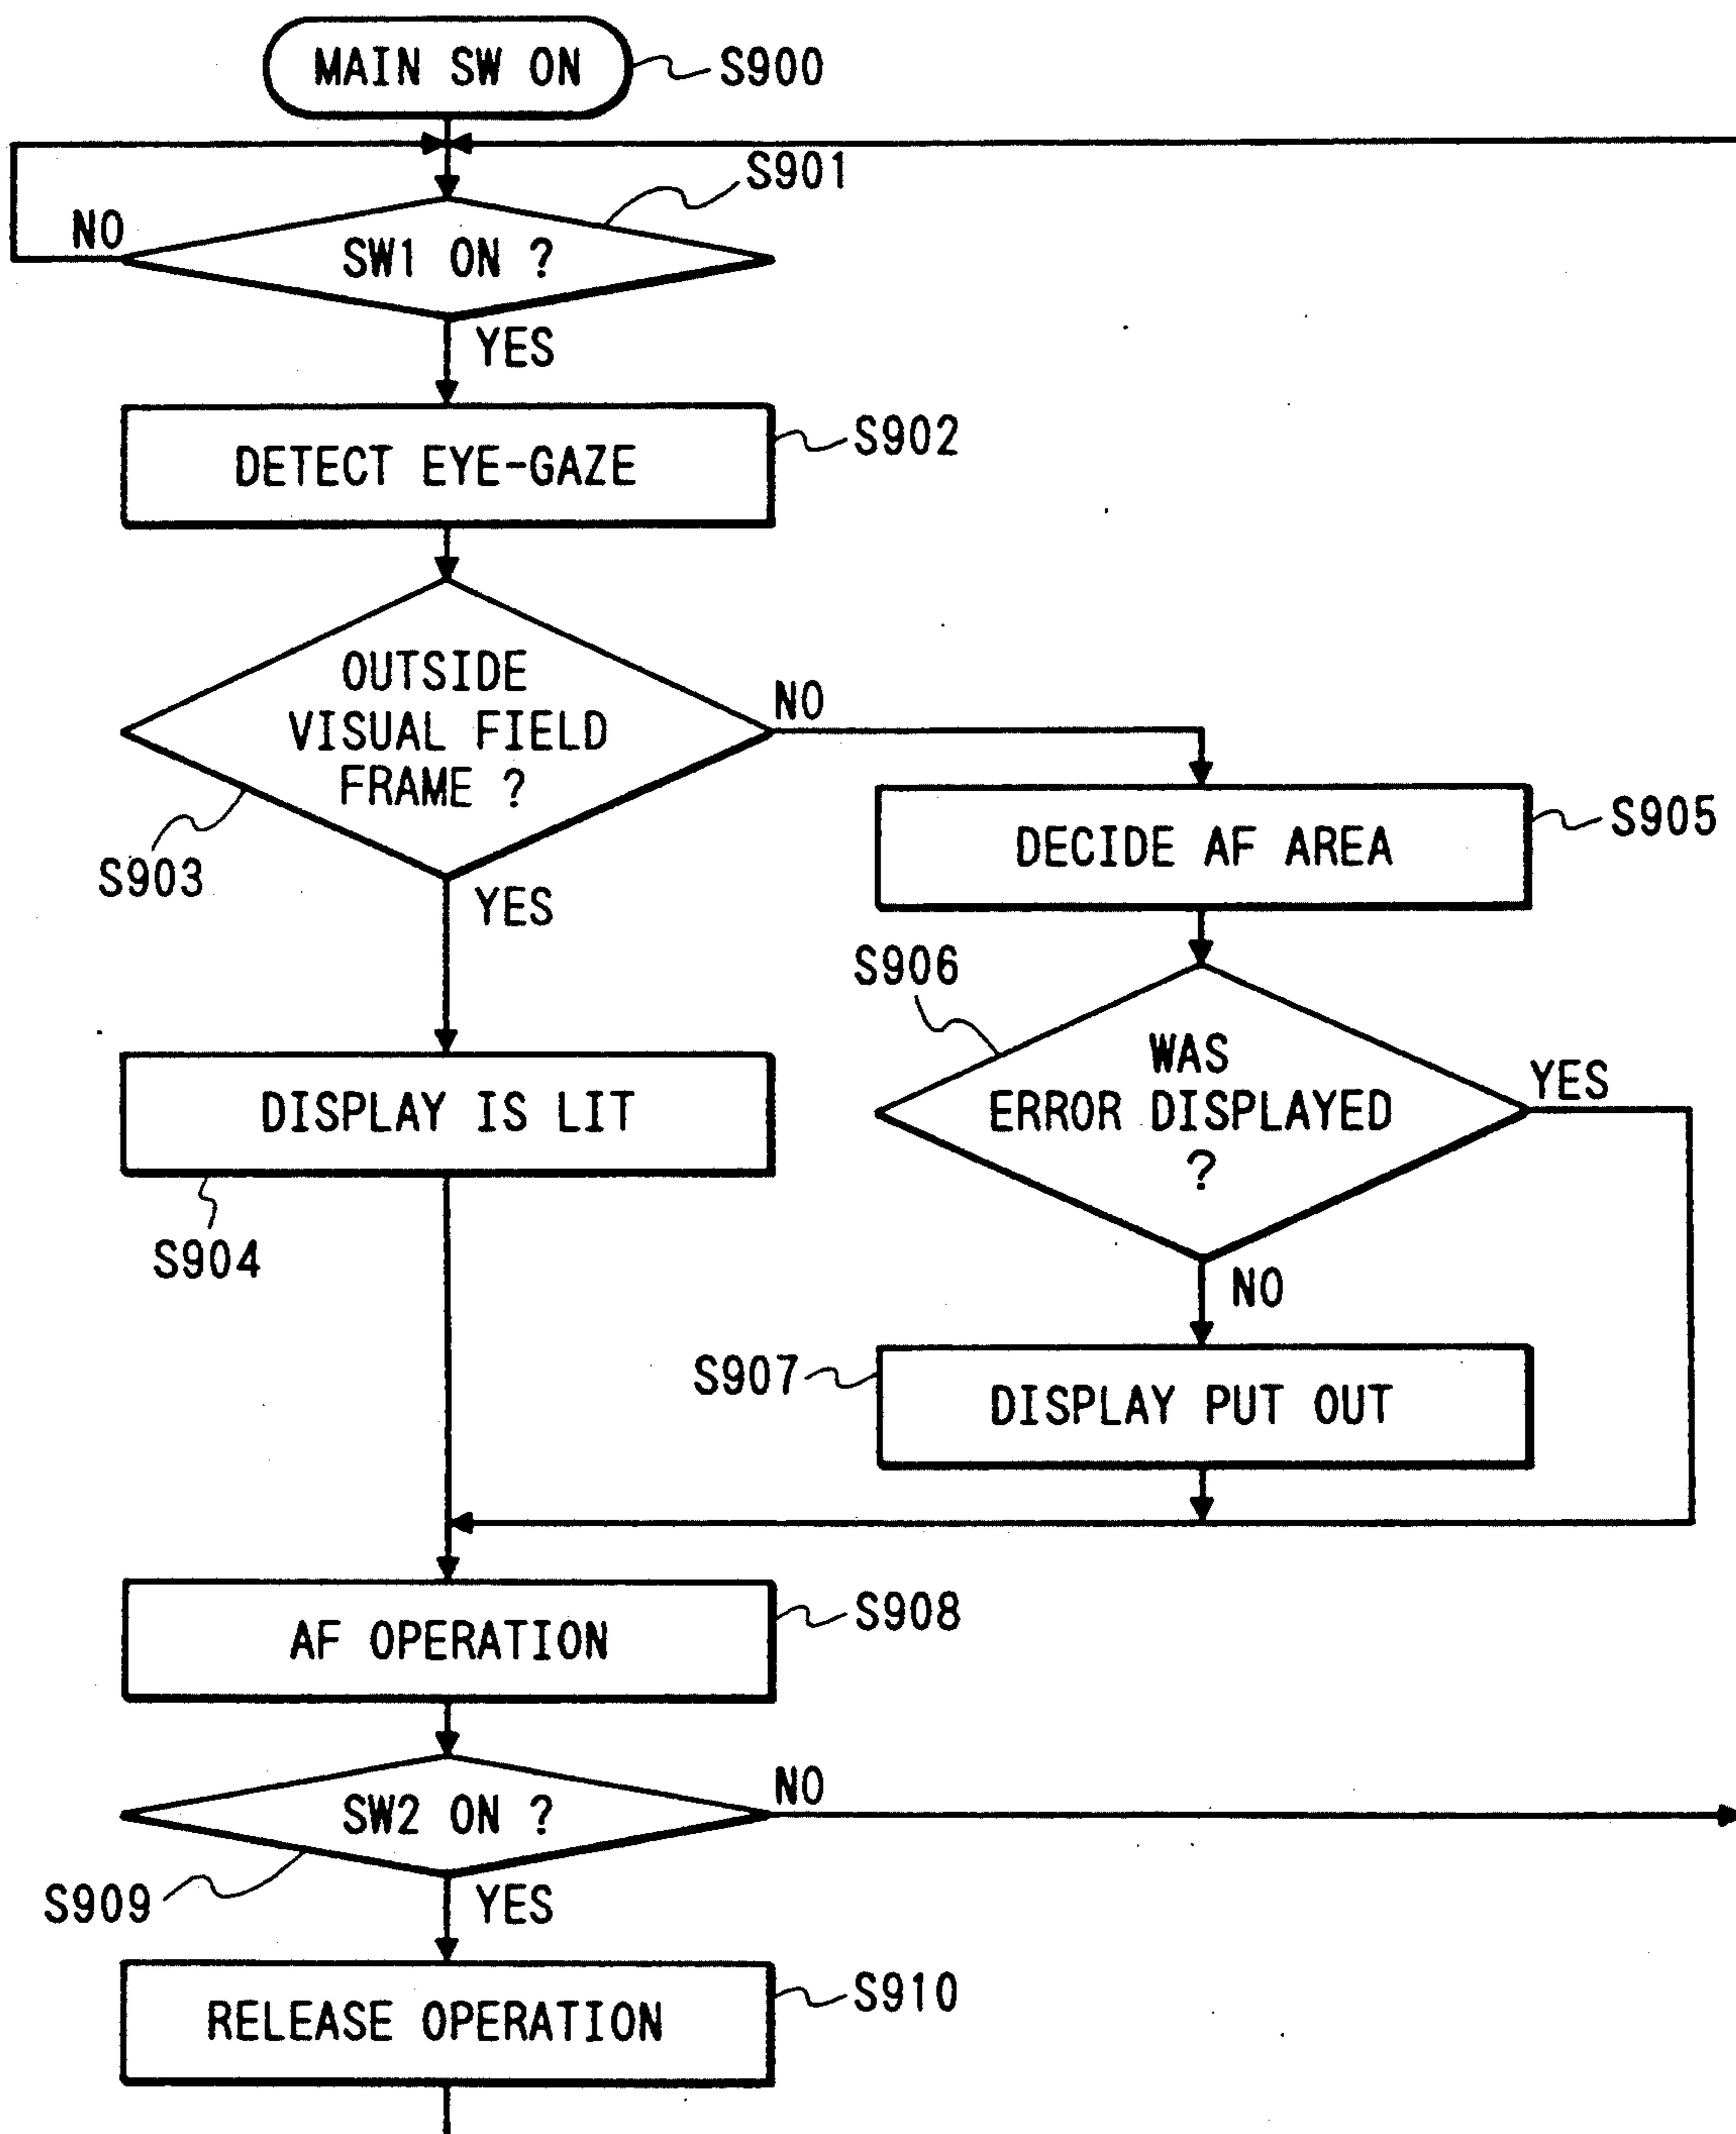 MAIN SW ON
S900
S901
NO
SW1 ON ?
YES
DETECT EYE-GAZE
S902
OUTSIDE
VISUAL FIELD
FRAME ?
NO
S903
YES
DECIDE AF AREA
S905
S906
WAS
ERROR DISPLAYED
?
YES
DISPLAY IS LIT
S904
NO
S907
DISPLAY PUT OUT
AF OPERATION
S908
SW2 ON ?
NO
S909
YES
RELEASE OPERATION
S910